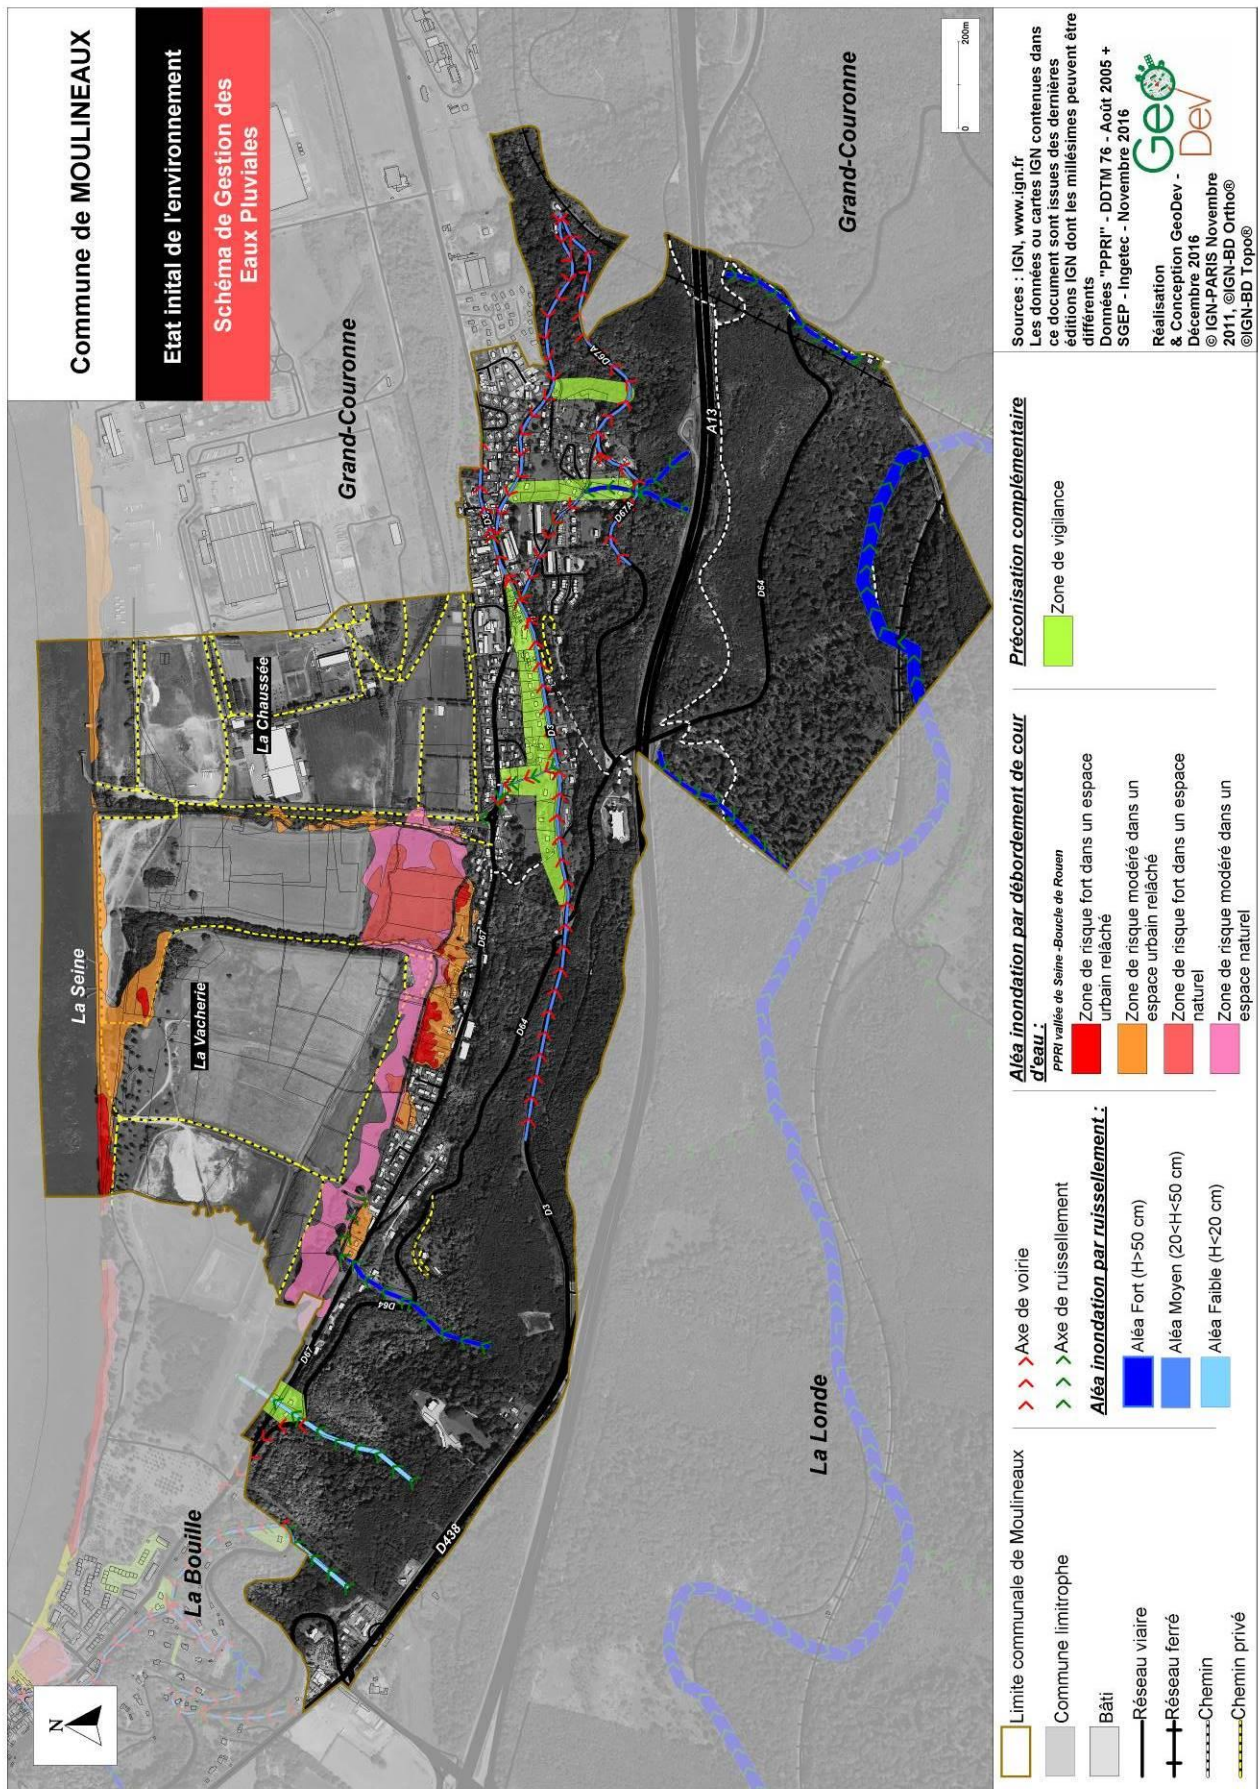 Commune de MOULINEAUX
Etat inital de l'environnement
Schéma de Gestion des
Eaux Pluviales
N
0
200m
La Seine
La Vacherie
La Chaussée
Grand-Couronne
Grand-Couronne
La Bouille
La Londe
D67
D67
D64
D64
D64
D3
D3
D3
D67A
D67A
A13
D438
Limite communale de Moulineaux
Commune limitrophe
Bâti
Réseau viaire
Réseau ferré
Chemin
Chemin privé
Axe de voirie
Axe de ruissellement
Aléa inondation par ruissellement :
Aléa Fort (H>50 cm)
Aléa Moyen (20<H<50 cm)
Aléa Faible (H<20 cm)
Aléa inondation par débordement de cour
d'eau :
PPRI vallée de Seine -Boucle de Rouen
Zone de risque fort dans un espace
urbain relâché
Zone de risque modéré dans un
espace urbain relâché
Zone de risque fort dans un espace
naturel
Zone de risque modéré dans un
espace naturel
Préconisation complémentaire
Zone de vigilance
Sources : IGN, www.ign.fr
Les données ou cartes IGN contenues dans
ce document sont issues des dernières
éditions IGN dont les millésimes peuvent être
différents
Données "PPRI" - DDTM 76 - Août 2005 +
SGEP - Ingetec - Novembre 2016
Réalisation
& Conception GeoDev -
Décembre 2016
© IGN-PARIS Novembre
2011, ©IGN-BD Ortho®
©IGN-BD Topo®
Geo
Dev